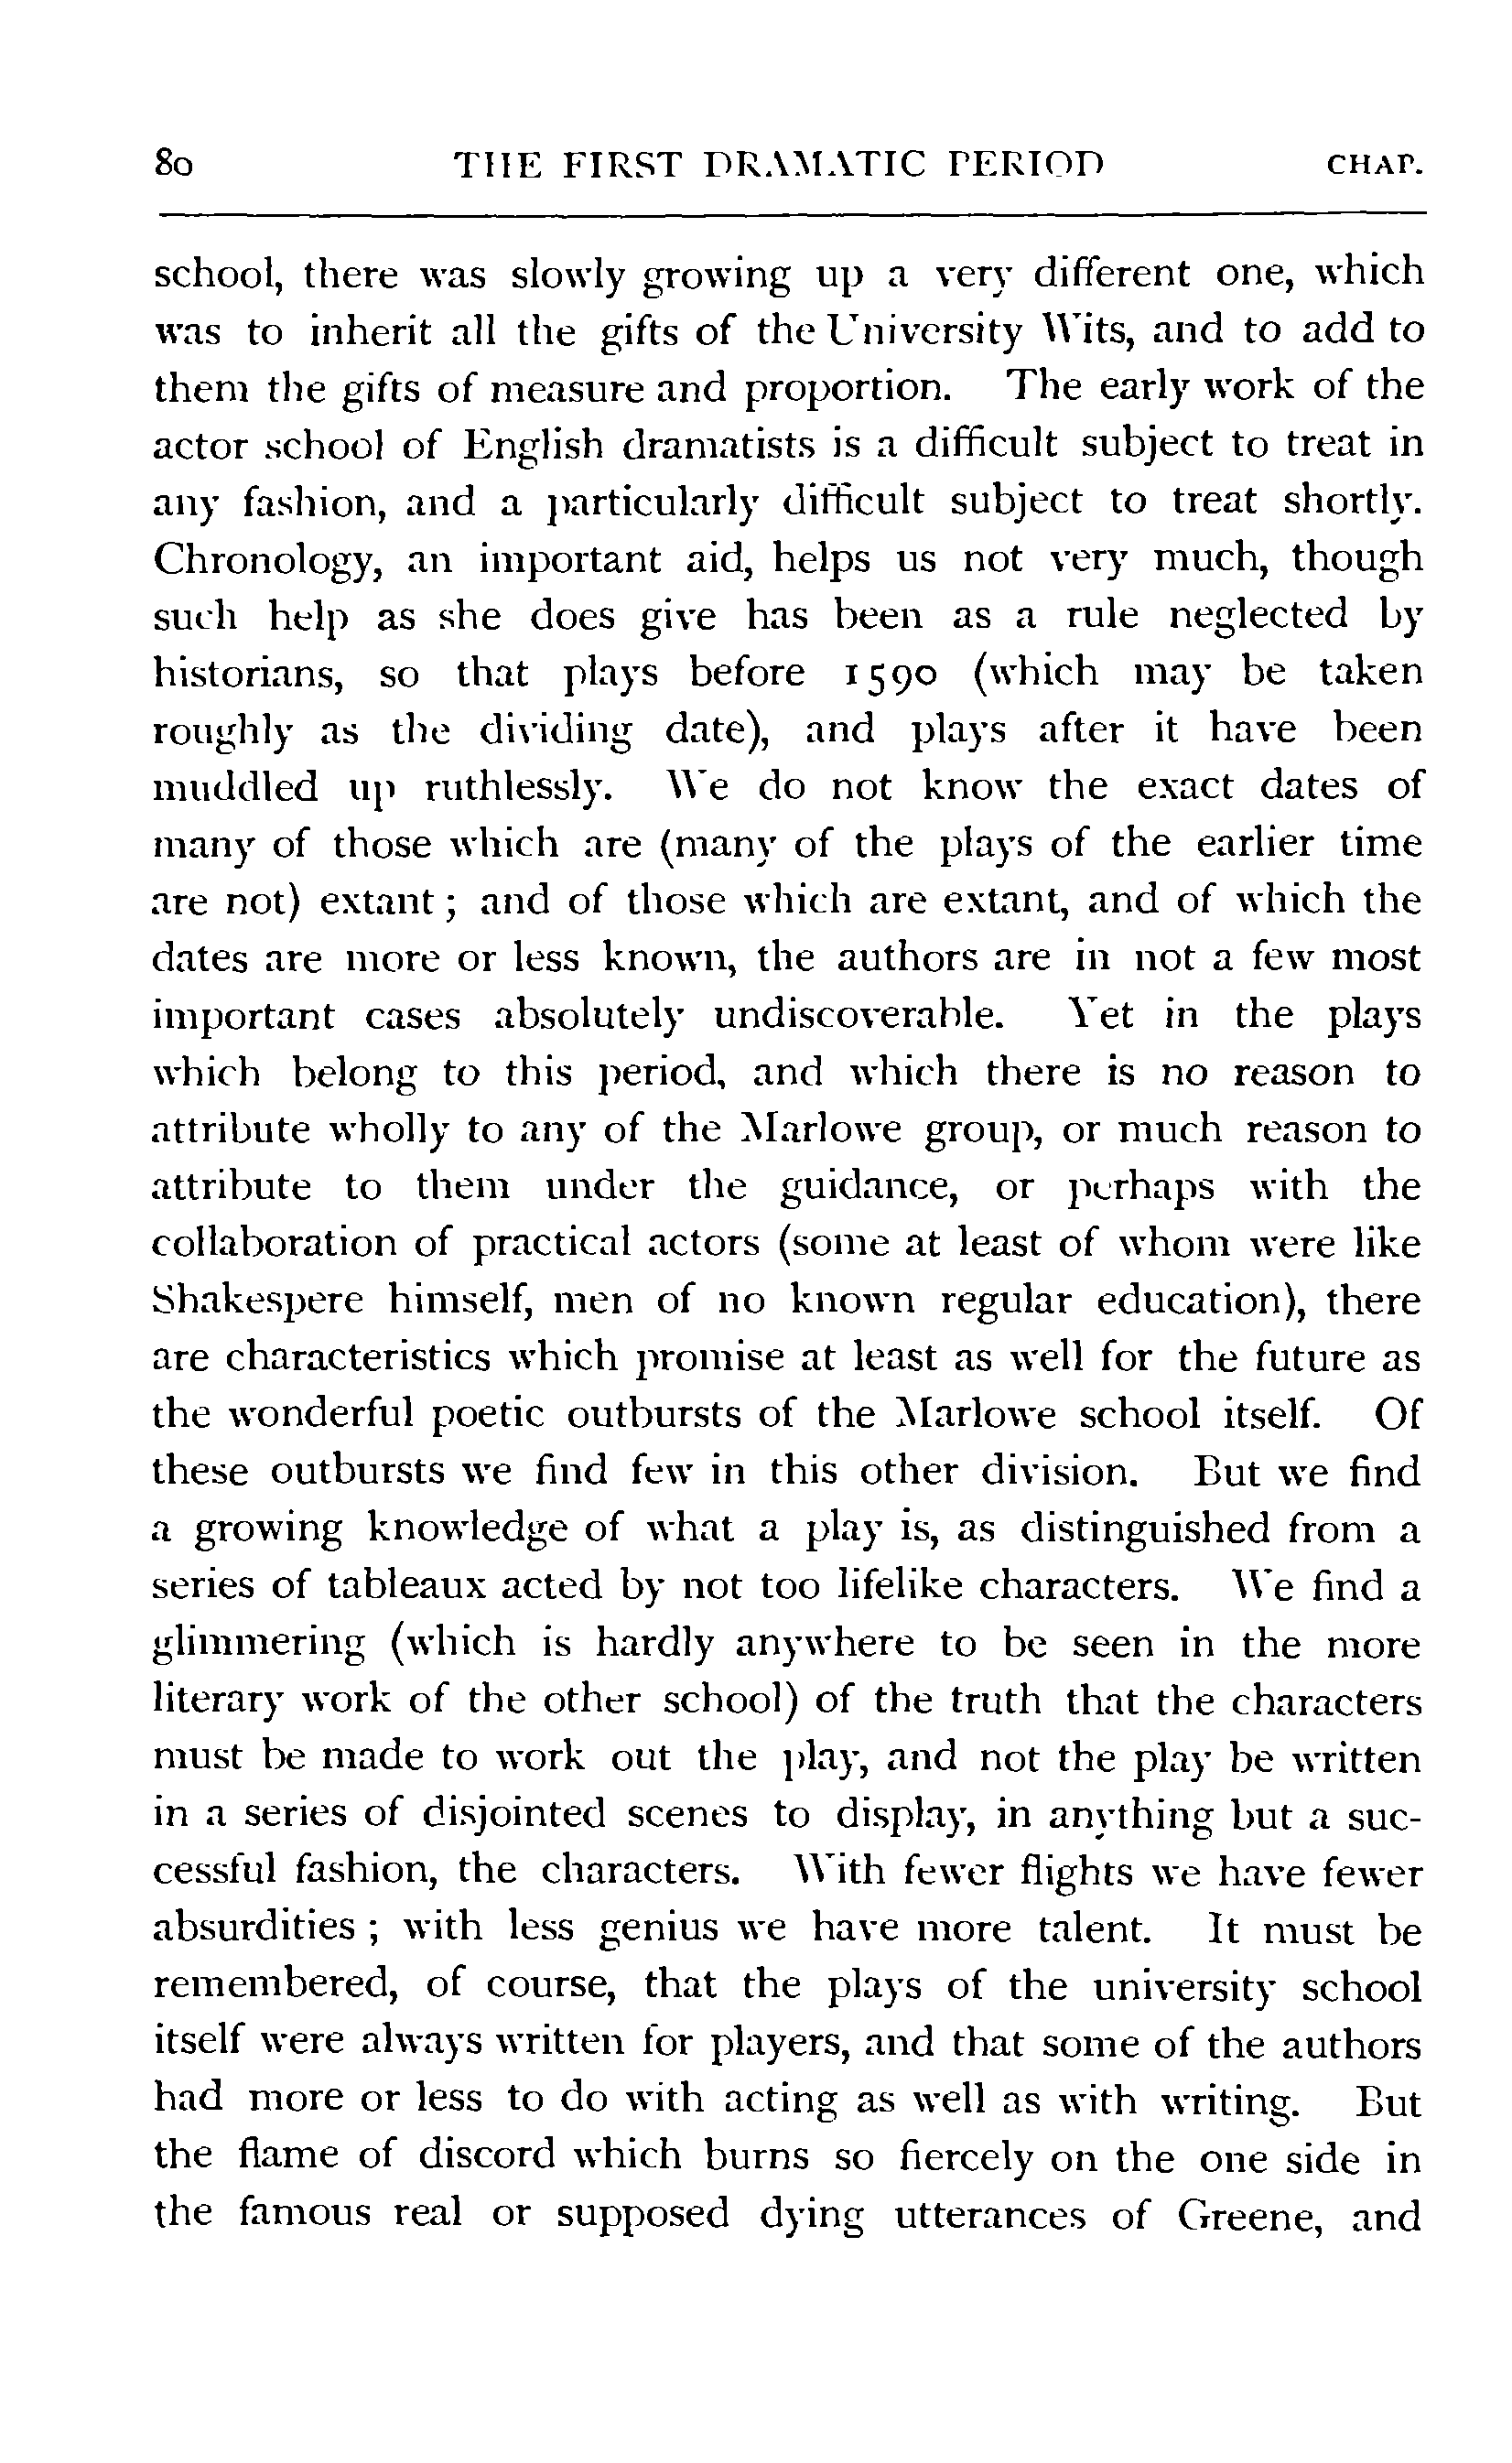 80 THE FIRST DRAMATIC PERIOD CHAP.
school, there was slowly growing up a very different one, which
was to inherit all the gifts of the University Wits, and to add to
them the gifts of measure and proportion. The early work of the
actor school of English dramatists is a difficult subject to treat in
any fashion, and a particularly difficult subject to treat shortly.
Chronology, an important aid, helps us not very much, though
such help as she does give has been as a rule neglected by
historians, so that plays before 1590 (which may be taken
roughly as the dividing date), and plays after it have been
muddled up ruthlessly. We do not know the exact dates of
many of those which are (many of the plays of the earlier time
are not) extant; and of those which are extant, and of which the
dates are more or less known, the authors are in not a few most
important cases absolutely undiscoverable. Yet in the plays
which belong to this period, and which there is no reason to
attribute wholly to any of the Marlowe group, or much reason to
attribute to them under the guidance, or perhaps with the
collaboration of practical actors (some at least of whom were like
Shakespere himself, men of no known regular education), there
are characteristics which promise at least as well for the future as
the wonderful poetic outbursts of the Marlowe school itself. Of
these outbursts we find few in this other division. But we find
a growing knowledge of what a play is, as distinguished from a
series of tableaux acted by not too lifelike characters. We find a
glimmering (which is hardly anywhere to be seen in the more
literary work of the other school) of the truth that the characters
must be made to work out the play, and not the play be written
in a series of disjointed scenes to display, in anything but a suc-
cessful fashion, the characters. With fewer flights we have fewer
absurdities; with less genius we have more talent. It must be
remembered, of course, that the plays of the university school
itself were always written for players, and that some of the authors
had more or less to do with acting as well as with writing. But
the flame of discord which burns so fiercely on the one side in
the famous real or supposed dying utterances of Greene, and